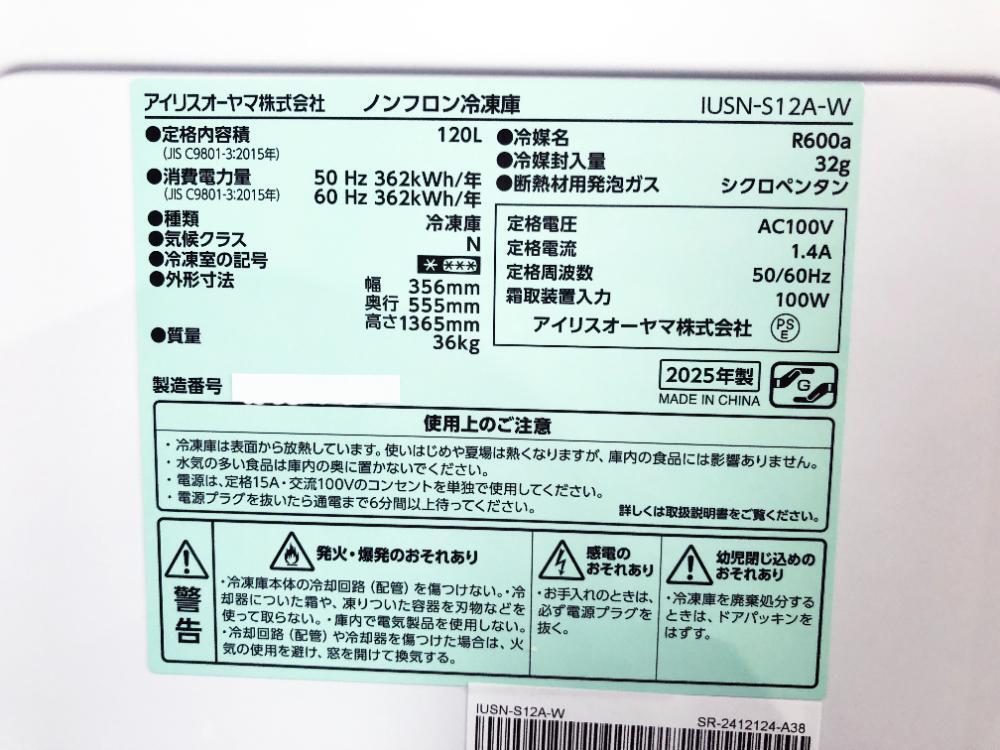 アイリスオーヤマ株式会社 ノンフロン冷凍庫 IUSN-S12A-W
●定格内容積 120L
(JIS C9801-3:2015年)
●消費電力量 50 Hz 362kWh/年
(JIS C9801-3:2015年) 60 Hz 362kWh/年
●種類 冷凍庫
●気候クラス N
●冷凍室の記号 * ***
●外形寸法 幅 356mm
奥行 555mm
高さ1365mm
●質量 36kg
●冷媒名 R600a
●冷媒封入量 32g
●断熱材用発泡ガス シクロペンタン
定格電圧 AC100V
定格電流 1.4A
定格周波数 50/60Hz
霜取装置入力 100W
アイリスオーヤマ株式会社 PSE
製造番号
2025年製
MADE IN CHINA
G
使用上のご注意
・冷凍庫は表面から放熱しています。使いはじめや夏場は熱くなりますが、庫内の食品には影響ありません。
・水気の多い食品は庫内の奥に置かないでください。
・電源は、定格15A・交流100Vのコンセントを単独で使用してください。
・電源プラグを抜いたら通電まで6分間以上待ってください。
詳しくは取扱説明書をご覧ください。
警告
発火・爆発のおそれあり
・冷凍庫本体の冷却回路（配管）を傷つけない。・冷
却器についた霜や、凍りついた容器を刃物などを
使って取らない。・庫内で電気製品を使用しない。
・冷却回路（配管）や冷却器を傷つけた場合は、火
気の使用を避け、窓を開けて換気する。
感電の
おそれあり
・お手入れのときは、
必ず電源プラグを
抜く。
幼児閉じ込めの
おそれあり
・冷凍庫を廃棄処分する
ときは、ドアパッキンを
はずす。
IUSN-S12A-W
SR-2412124-A38